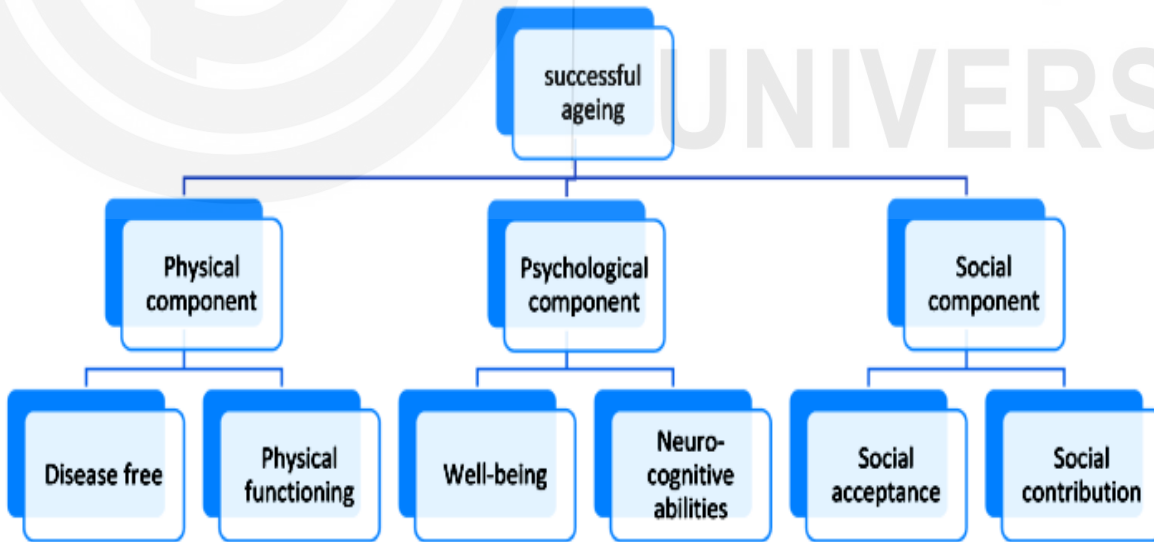 UNIVERS
successful
ageing
Physical
component
Psychological
component
Social
component
Disease free
Physical
functioning
Well-being
Neuro-
cognitive
abilities
Social
acceptance
Social
contribution